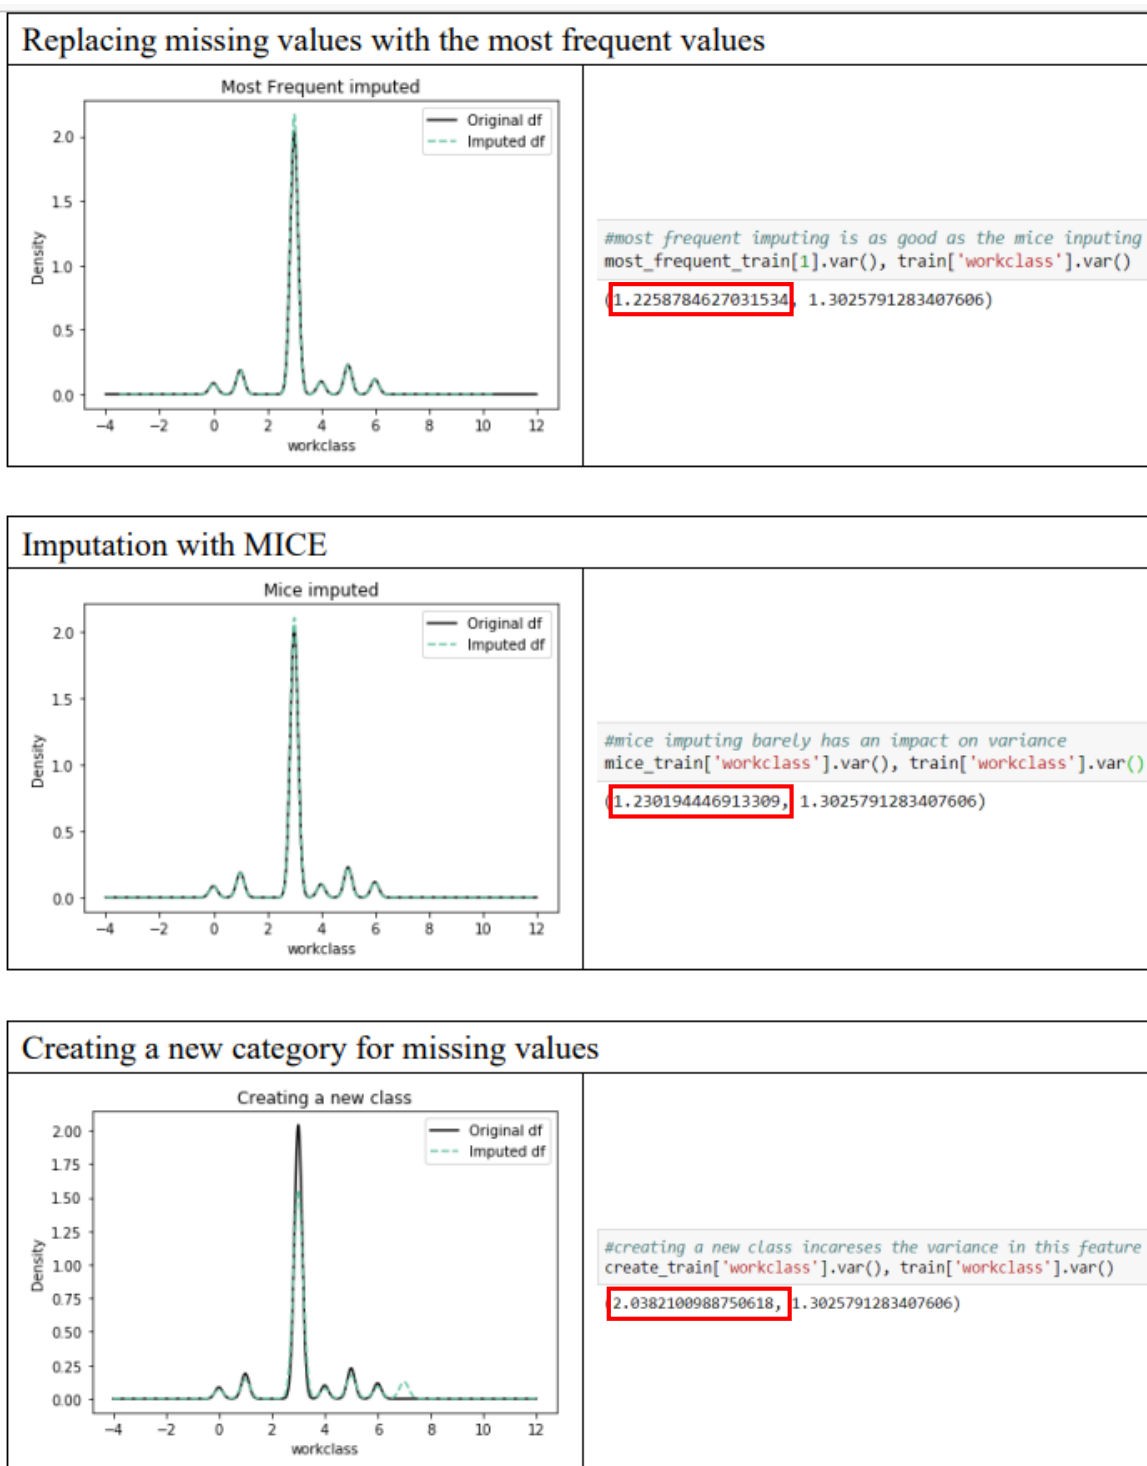 Replacing missing values with the most frequent values
Most Frequent imputed
Original df
Imputed df
2.0
1.5
1.0
0.5
0.0
Density
−4 −2 0 2 4 6 8 10 12
workclass
#most frequent imputing is as good as the mice inputing
most_frequent_train[1].var(), train['workclass'].var()
(1.2258784627031534, 1.3025791283407606)
Imputation with MICE
Mice imputed
Original df
Imputed df
2.0
1.5
1.0
0.5
0.0
Density
−4 −2 0 2 4 6 8 10 12
workclass
#mice imputing barely has an impact on variance
mice_train['workclass'].var(), train['workclass'].var()
(1.230194446913309, 1.3025791283407606)
Creating a new category for missing values
Creating a new class
Original df
Imputed df
2.00
1.75
1.50
1.25
1.00
0.75
0.50
0.25
0.00
Density
−4 −2 0 2 4 6 8 10 12
workclass
#creating a new class incareses the variance in this feature
create_train['workclass'].var(), train['workclass'].var()
(2.0382100988750618, 1.3025791283407606)